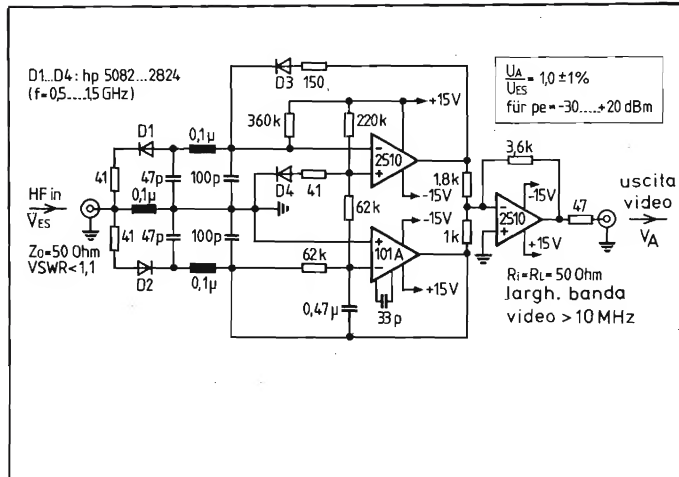 D1...D4: hp 5082...2824
(f=0,5....1,5 GHz)
D3
150
U_A/U_ES = 1,0 ±1%
für pe=-30.....+20 dBm
+15V
360k
220k
D1
0,1µ
-
2510
+
3,6k
41
47p
100p
D4
41
-15V
1,8k
-15V
uscita
video
V_A
HF in
V_ES
0,1µ
62k
-15V
-
2510
+
47
41
47p
100p
1k
+15V
Zo=50 Ohm
VSWR<1,1
62k
+
101A
-
Ri=RL=50 Ohm
largh. banda
video >10 MHz
D2
0,1µ
+15V
0,47µ
33p